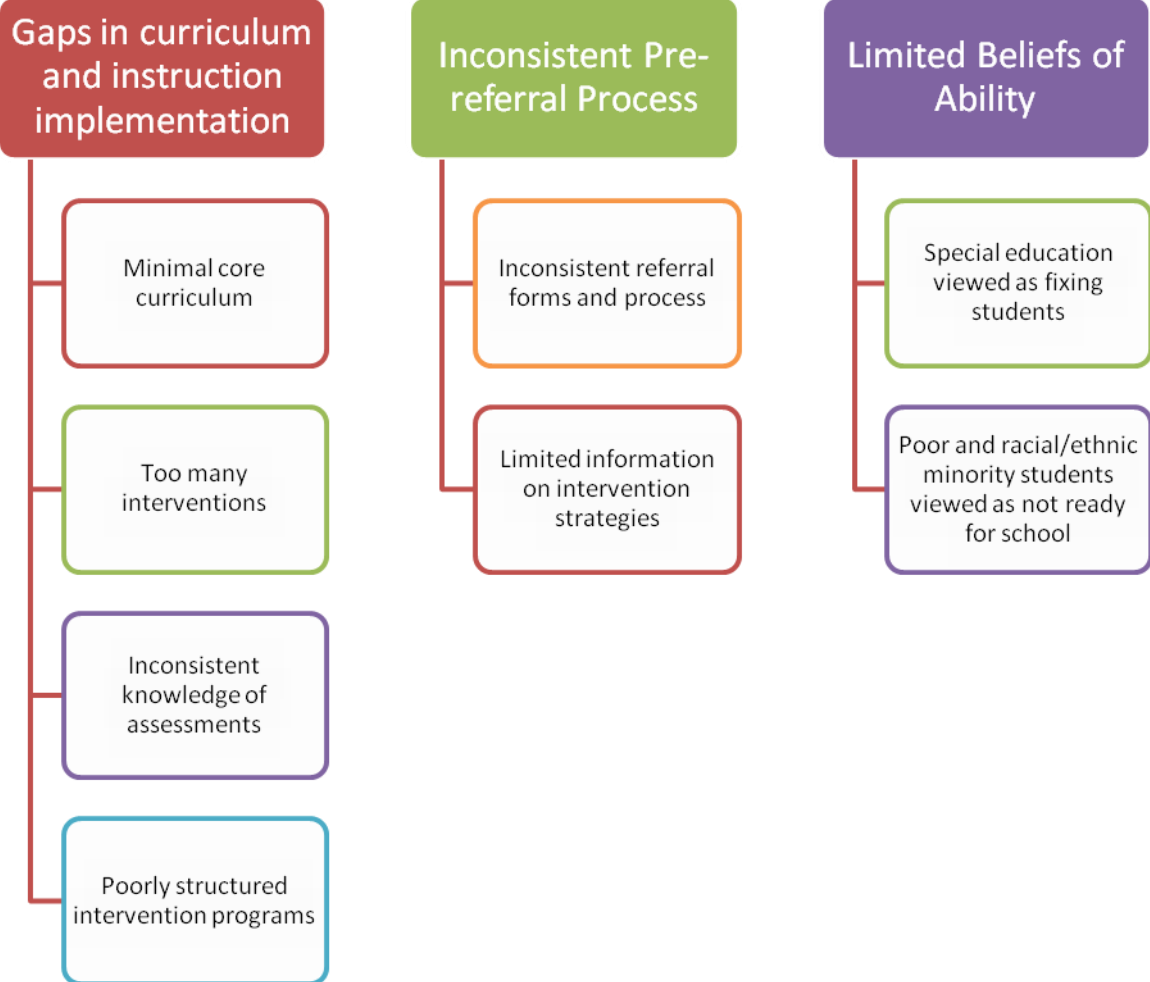 Gaps in curriculum
and instruction
implementation
Minimal core
curriculum
Too many
interventions
Inconsistent
knowledge of
assessments
Poorly structured
intervention programs
Inconsistent Pre-
referral Process
Inconsistent referral
forms and process
Limited information
on intervention
strategies
Limited Beliefs of
Ability
Special education
viewed as fixing
students
Poor and racial/ethnic
minority students
viewed as not ready
for school